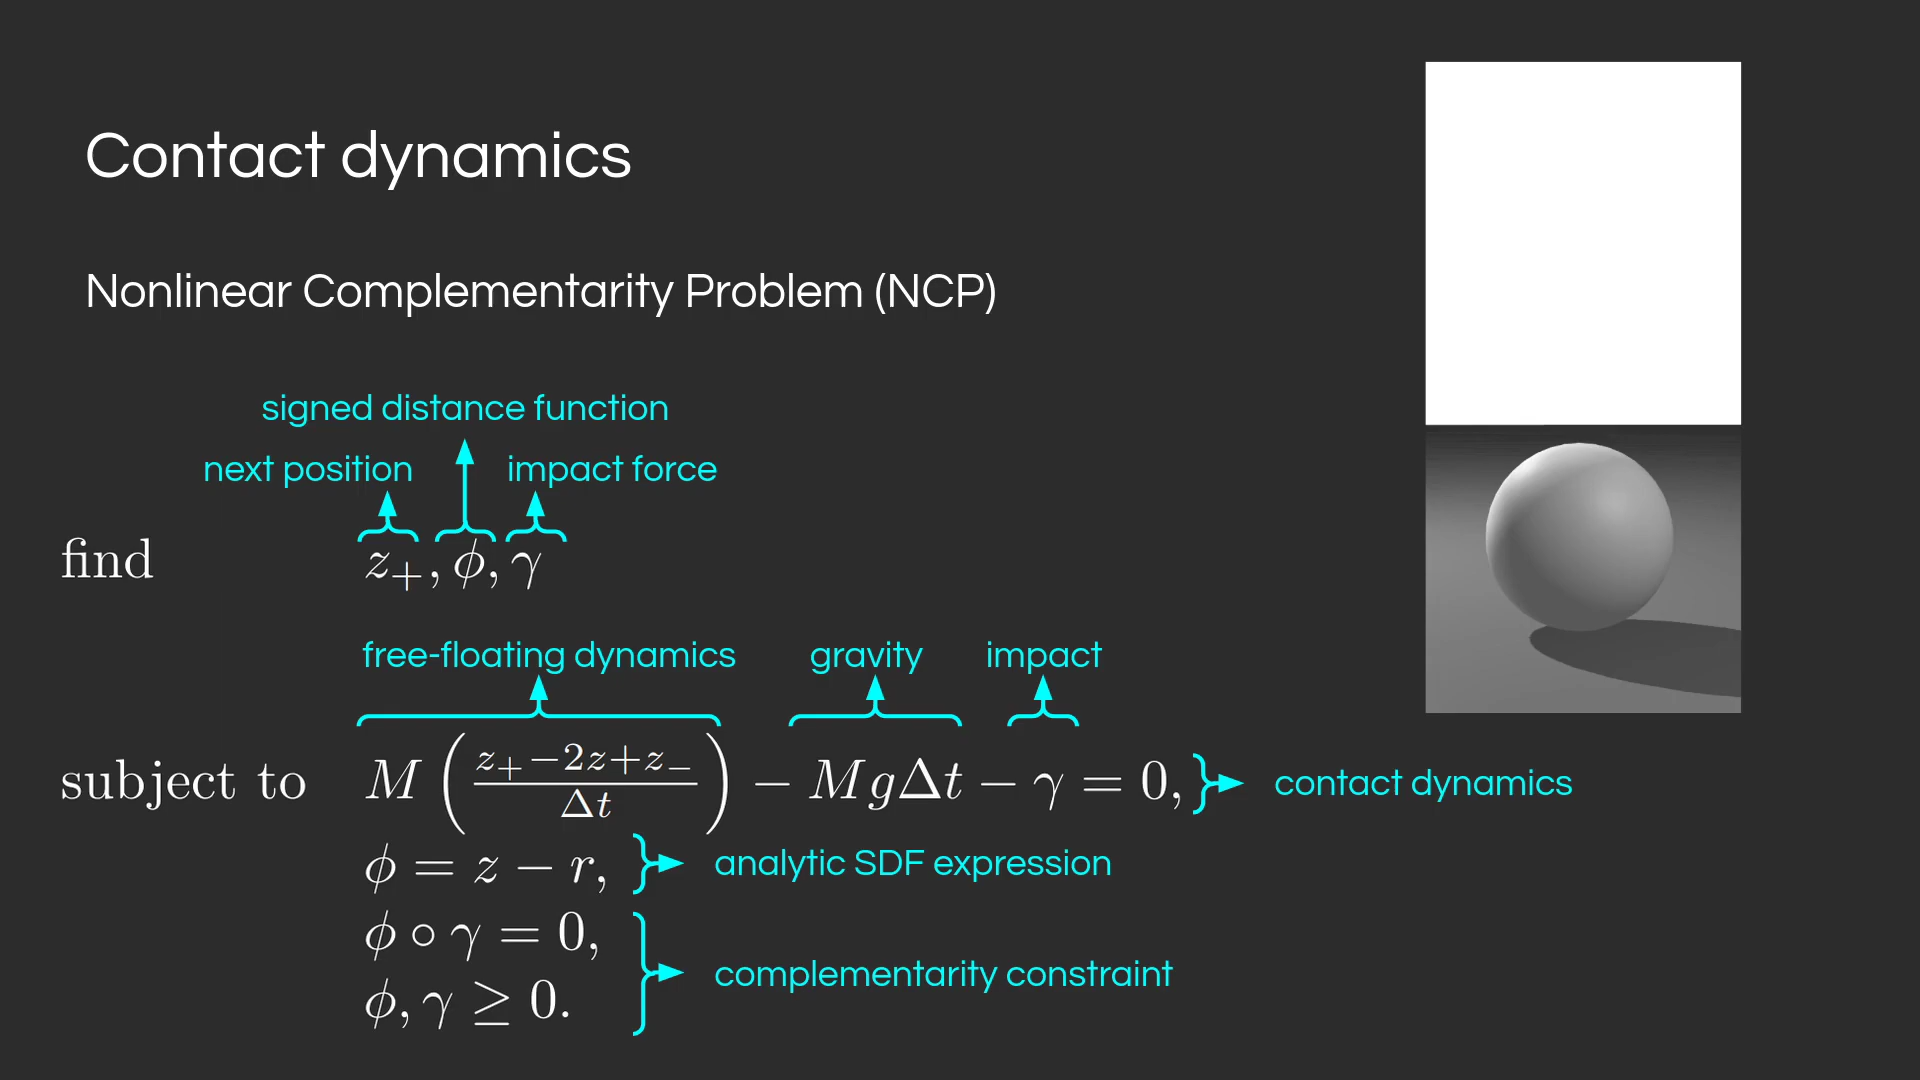 Contact dynamics
Nonlinear Complementarity Problem (NCP)
signed distance function
next position impact force
find z₊, ϕ, γ
free-floating dynamics gravity impact
subject to M ( (z₊−2z+z₋) / Δt ) − MgΔt − γ = 0, contact dynamics
ϕ = z − r, analytic SDF expression
ϕ ∘ γ = 0,
complementarity constraint
ϕ, γ ≥ 0.